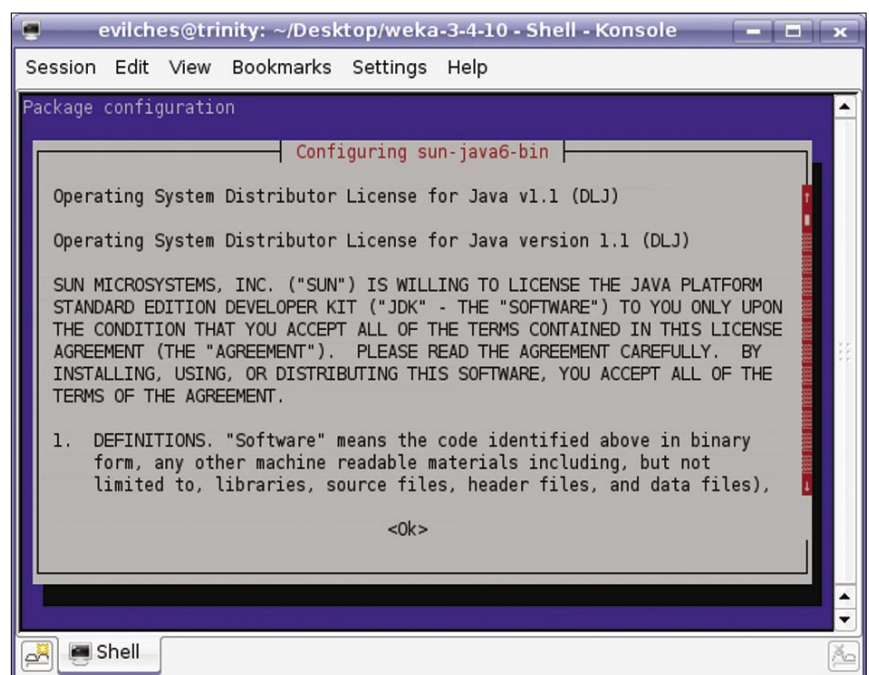 evilches@trinity: ~/Desktop/weka-3-4-10 - Shell - Konsole
Session Edit View Bookmarks Settings Help
Package configuration
Configuring sun-java6-bin
Operating System Distributor License for Java v1.1 (DLJ)
Operating System Distributor License for Java version 1.1 (DLJ)
SUN MICROSYSTEMS, INC. ("SUN") IS WILLING TO LICENSE THE JAVA PLATFORM
STANDARD EDITION DEVELOPER KIT ("JDK" - THE "SOFTWARE") TO YOU ONLY UPON
THE CONDITION THAT YOU ACCEPT ALL OF THE TERMS CONTAINED IN THIS LICENSE
AGREEMENT (THE "AGREEMENT").  PLEASE READ THE AGREEMENT CAREFULLY.  BY
INSTALLING, USING, OR DISTRIBUTING THIS SOFTWARE, YOU ACCEPT ALL OF THE
TERMS OF THE AGREEMENT.
1.  DEFINITIONS. "Software" means the code identified above in binary
form, any other machine readable materials including, but not
limited to, libraries, source files, header files, and data files),
<Ok>
Shell